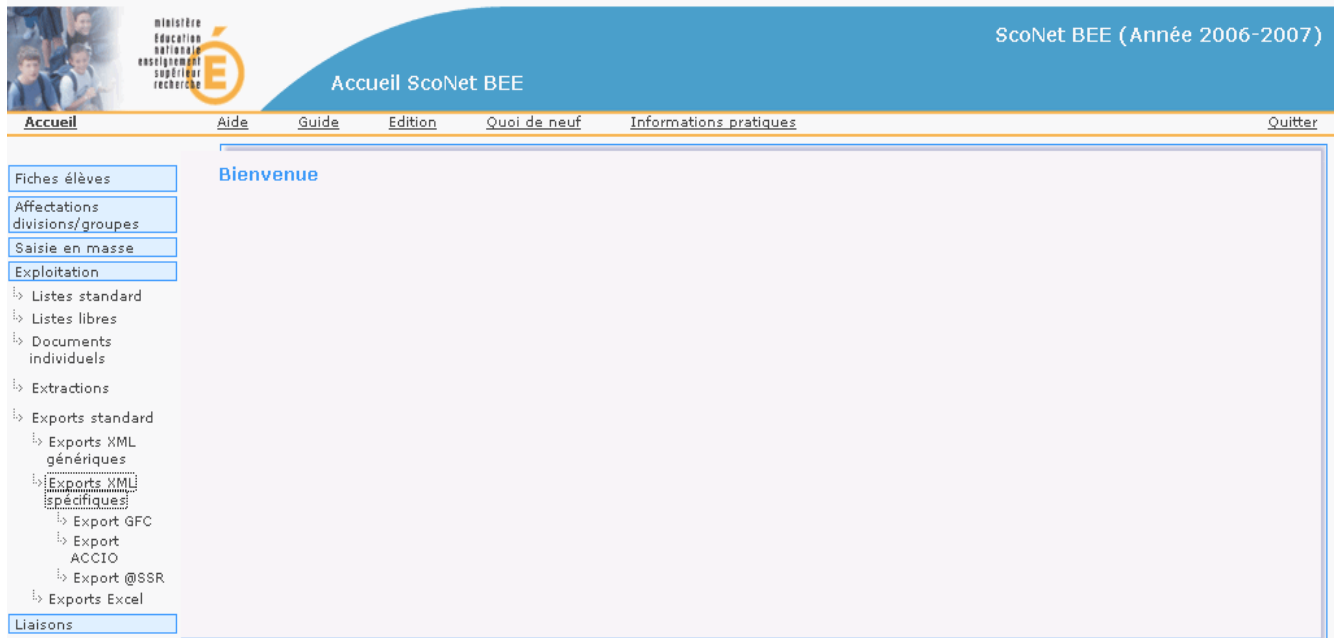 ministère
éducation
nationale
enseignement
supérieur
recherche
É
ScoNet BEE (Année 2006-2007)
Accueil ScoNet BEE
Accueil Aide Guide Edition Quoi de neuf Informations pratiques Quitter
Bienvenue
Fiches élèves
Affectations
divisions/groupes
Saisie en masse
Exploitation
Listes standard
Listes libres
Documents
individuels
Extractions
Exports standard
Exports XML
génériques
Exports XML
spécifiques
Export GFC
Export
ACCIO
Export @SSR
Exports Excel
Liaisons